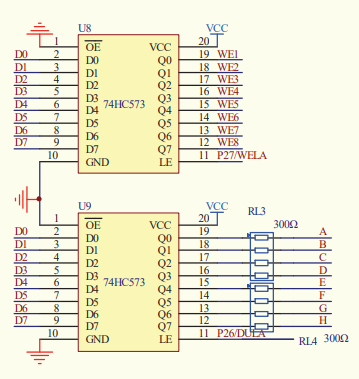 U8 VCC
1 OE VCC 20
D0 2 D0 Q0 19 WE1
D1 3 D1 Q1 18 WE2
D2 4 D2 Q2 17 WE3
D3 5 D3 Q3 16 WE4
D4 6 D4 74HC573 Q4 15 WE5
D5 7 D5 Q5 14 WE6
D6 8 D6 Q6 13 WE7
D7 9 D7 Q7 12 WE8
10 GND LE 11 P27/WELA
U9 VCC
1 OE VCC 20 RL3 300Ω
D0 2 D0 Q0 19 A
D1 3 D1 Q1 18 B
D2 4 D2 Q2 17 C
D3 5 D3 Q3 16 D
D4 6 D4 74HC573 Q4 15 E
D5 7 D5 Q5 14 F
D6 8 D6 Q6 13 G
D7 9 D7 Q7 12 H
10 GND LE 11 P26/DULA
RL4 300Ω